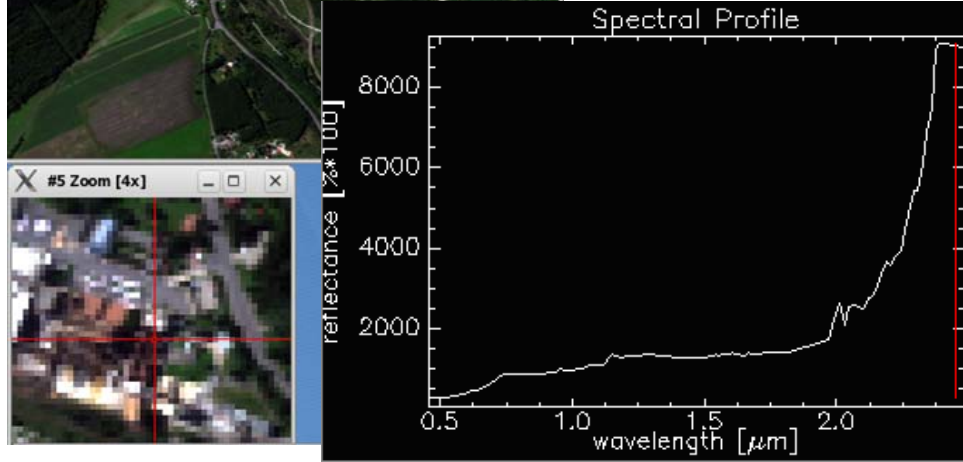 Spectral Profile
8000
6000
4000
2000
reflectance [%*100]
0.5 1.0 1.5 2.0
wavelength [μm]
#5 Zoom [4x]